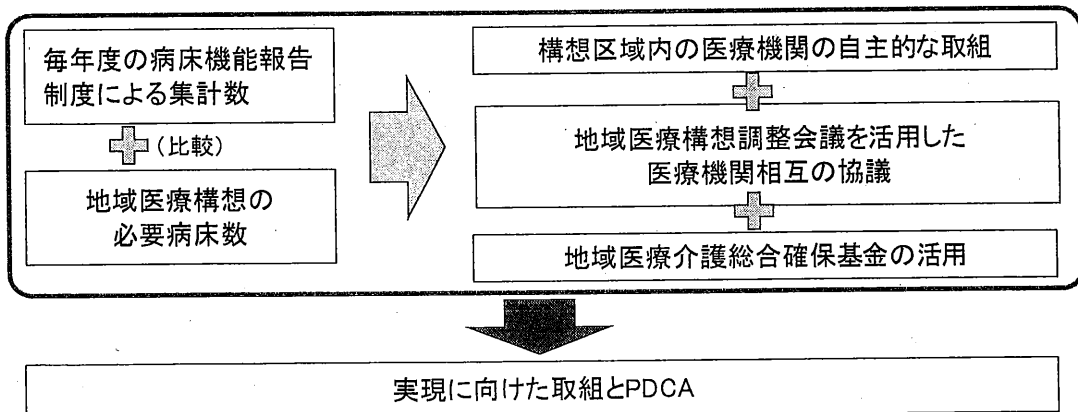 毎年度の病床機能報告
制度による集計数
(比較)
地域医療構想の
必要病床数
構想区域内の医療機関の自主的な取組
地域医療構想調整会議を活用した
医療機関相互の協議
地域医療介護総合確保基金の活用
実現に向けた取組とPDCA